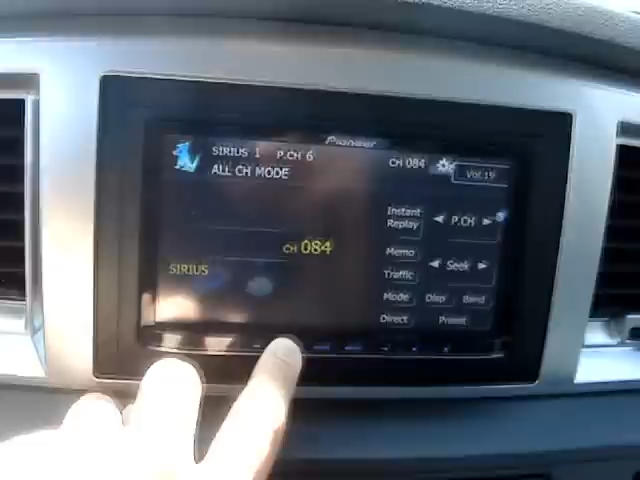 Pioneer
SIRIUS 1 P.CH 6
CH 084
Vol.19
ALL CH MODE
Instant
Replay
P.CH
CH 084
Memo
SIRIUS
Seek
Traffic
Mode Disp Band
Direct Preset